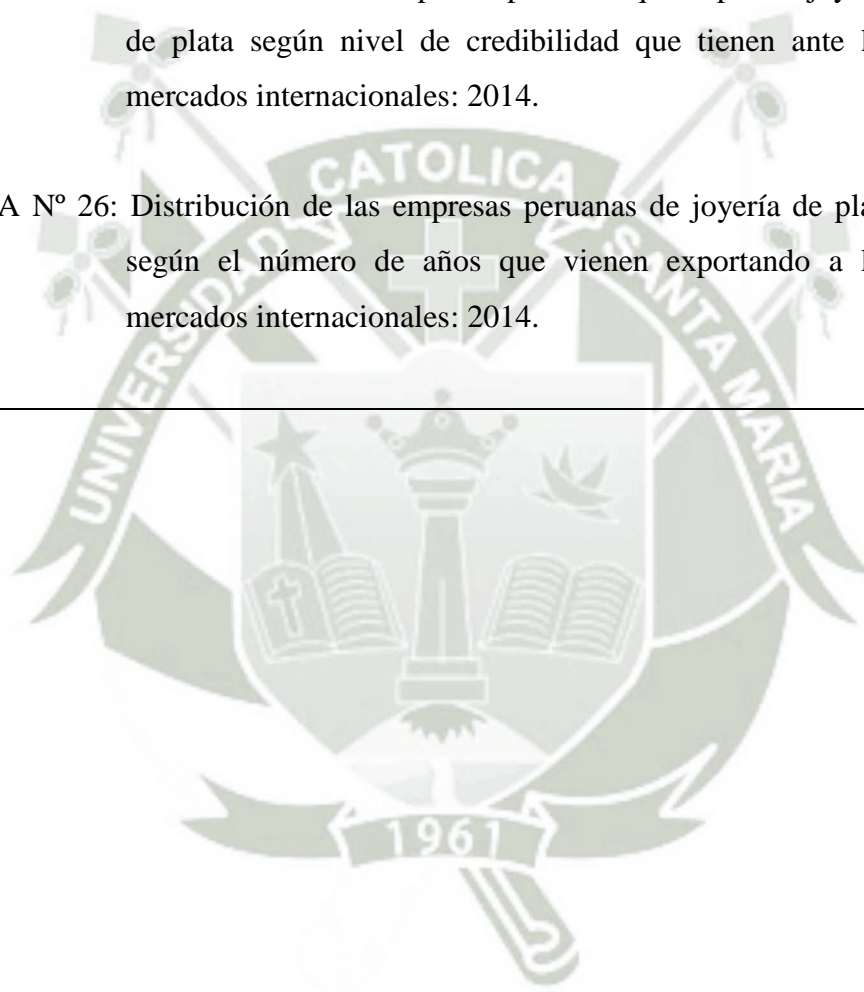 de plata según nivel de credibilidad que tienen ante
mercados internacionales: 2014.
A Nº 26: Distribución de las empresas peruanas de joyería de
según el número de años que vienen exportando a
mercados internacionales: 2014.
UNIVERSIDAD CATOLICA SANTA MARIA
1961